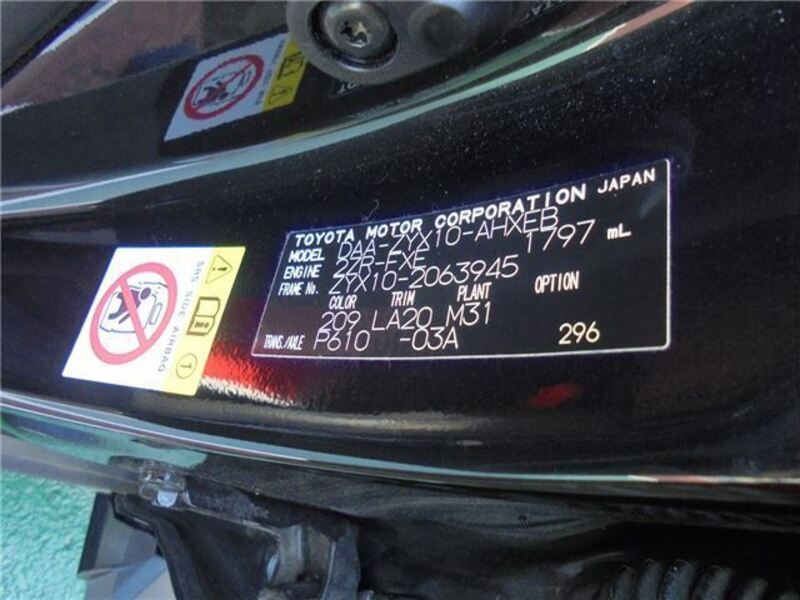 TOYOTA MOTOR CORPORATION JAPAN
MODEL DAA-ZYX10-AHXEB
ENGINE 2ZR-FXE 1797 mL
FRAME No. ZYX10-2063945
COLOR TRIM PLANT OPTION
209 LA20 M31
TRANS./AXLE P610 -03A 296
SRS SIDE AIRBAG
1